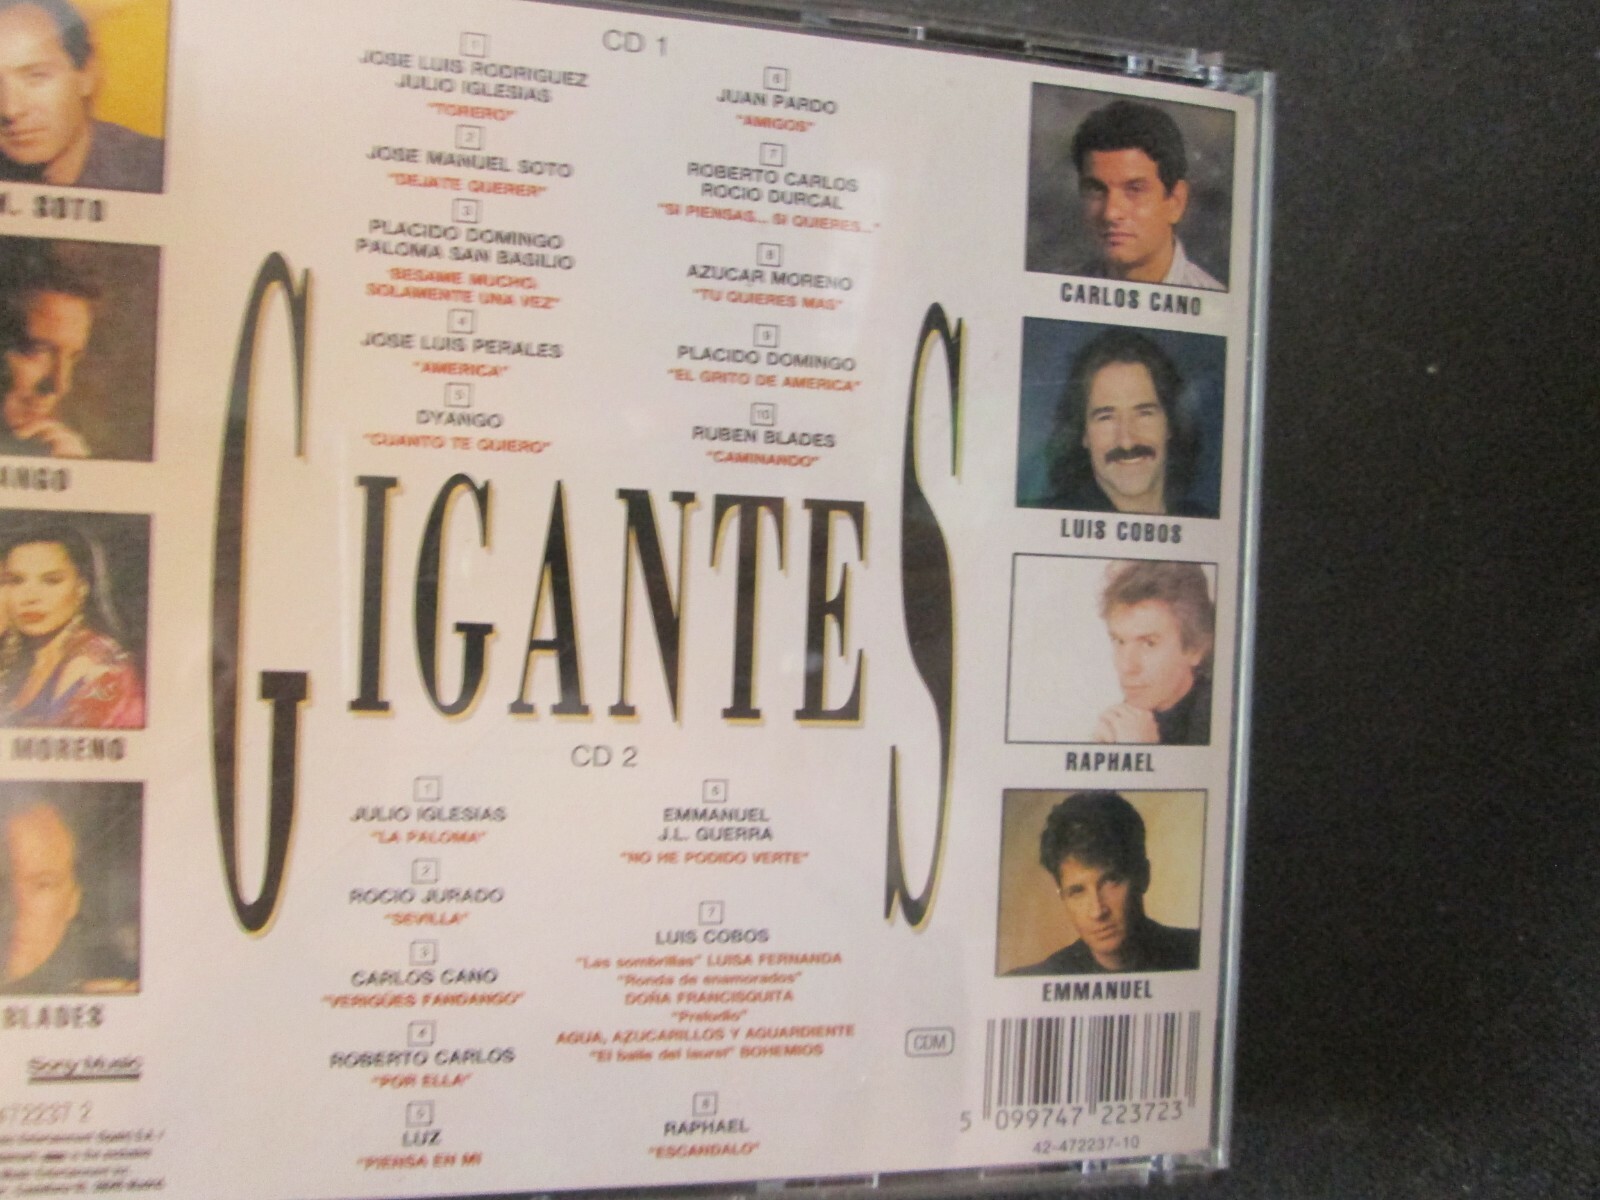 CD 1
1
JOSE LUIS RODRIGUEZ
JULIO IGLESIAS
"TORERO"
2
JOSE MANUEL SOTO
"DEJATE QUERER"
3
PLACIDO DOMINGO
PALOMA SAN BASILIO
"BESAME MUCHO,
SOLAMENTE UNA VEZ"
4
JOSE LUIS PERALES
"AMERICA"
5
DYANGO
"CUANTO TE QUIERO"
6
JUAN PARDO
"AMIGOS"
7
ROBERTO CARLOS
ROCIO DURCAL
"SI PIENSAS... SI QUIERES..."
8
AZUCAR MORENO
"TU QUIERES MAS"
9
PLACIDO DOMINGO
"EL GRITO DE AMERICA"
10
RUBEN BLADES
"CAMINANDO"
GIGANTES
CD 2
1
JULIO IGLESIAS
"LA PALOMA"
2
ROCIO JURADO
"SEVILLA"
3
CARLOS CANO
"VERIGÜES FANDANGO"
4
ROBERTO CARLOS
"POR ELLA"
5
LUZ
"PIENSA EN MI
6
EMMANUEL
J.L. GUERRA
"NO HE PODIDO VERTE"
7
LUIS COBOS
"Las sombrillas" LUISA FERNANDA
"Ronda de enamorados"
DOÑA FRANCISQUITA
"Preludio"
AGUA, AZUCARILLOS Y AGUARDIENTE
"El baile del laurel" BOHEMIOS
8
RAPHAEL
"ESCANDALO"
. SOTO
ANGO
MORENO
BLADES
Sony Music
472237 2
CARLOS CANO
LUIS COBOS
RAPHAEL
EMMANUEL
CDM
5 099747 223723
42-472237-10